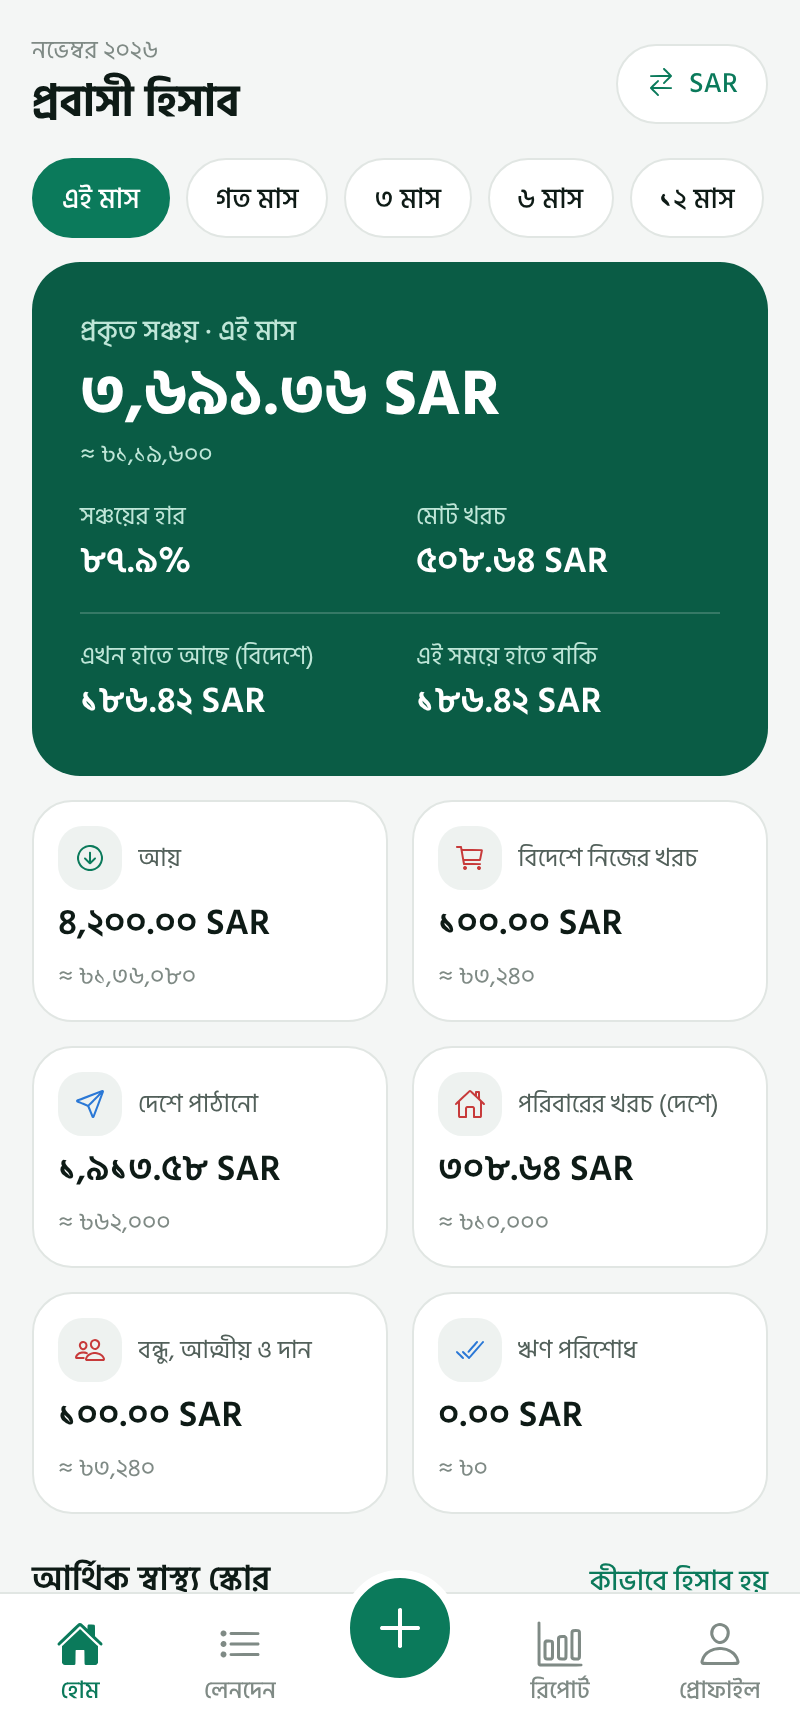 নভেম্বর ২০২৬
প্রবাসী হিসাব
SAR
এই মাস
গত মাস
৩ মাস
৬ মাস
১২ মাস
প্রকৃত সঞ্চয় · এই মাস
৩,৬৯১.৩৬ SAR
≈ ৳১,১৯,৬০০
সঞ্চয়ের হার
মোট খরচ
৮৭.৯%
৫০৮.৬৪ SAR
এখন হাতে আছে (বিদেশে)
এই সময়ে হাতে বাকি
১৮৬.৪২ SAR
১৮৬.৪২ SAR
আয়
বিদেশে নিজের খরচ
৪,২০০.০০ SAR
১০০.০০ SAR
≈ ৳১,৩৬,০৮০
≈ ৳৩,২৪০
দেশে পাঠানো
পরিবারের খরচ (দেশে)
১,৯১৩.৫৮ SAR
৩০৮.৬৪ SAR
≈ ৳৬২,০০০
≈ ৳১০,০০০
বন্ধু, আত্মীয় ও দান
ঋণ পরিশোধ
১০০.০০ SAR
০.০০ SAR
≈ ৳৩,২৪০
≈ ৳০
আর্থিক স্বাস্থ্য স্কোর
কীভাবে হিসাব হয়
হোম
লেনদেন
রিপোর্ট
প্রোফাইল